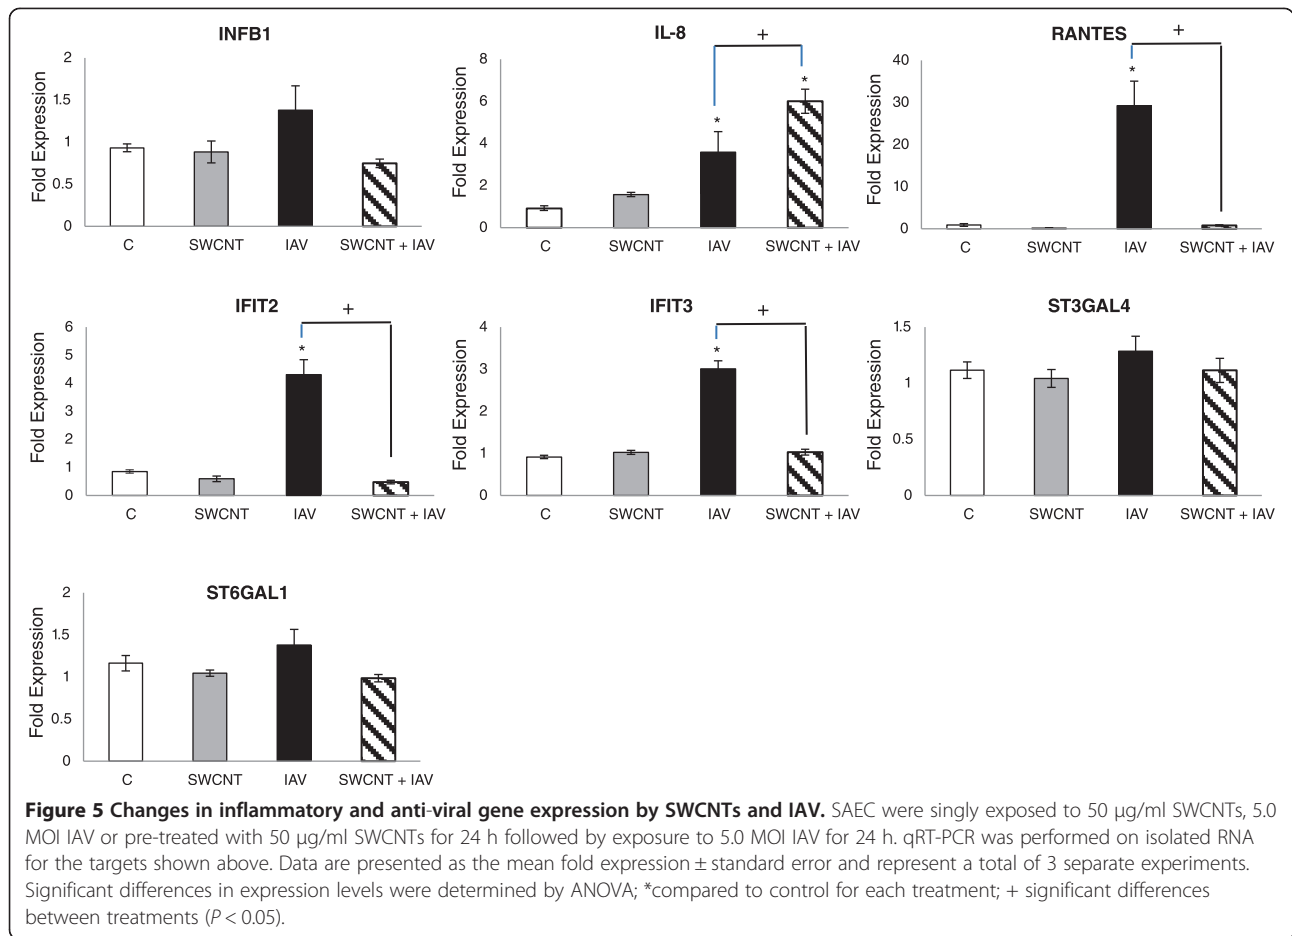 INFB1
2
1.5
1
0.5
0
Fold Expression
C SWCNT IAV SWCNT + IAV
IL-8
+
8
6
4
2
0
Fold Expression
*
*
C SWCNT IAV SWCNT + IAV
RANTES
+
40
30
20
10
0
Fold Expression
*
C SWCNT IAV SWCNT + IAV
IFIT2
+
6
5
4
3
2
1
0
Fold Expression
*
C SWCNT IAV SWCNT + IAV
IFIT3
+
4
3
2
1
0
Fold Expression
*
C SWCNT IAV SWCNT + IAV
ST3GAL4
1.5
1
0.5
0
Fold Expression
C SWCNT IAV SWCNT + IAV
ST6GAL1
2
1.5
1
0.5
0
Fold Expression
C SWCNT IAV SWCNT + IAV
Figure 5 Changes in inflammatory and anti-viral gene expression by SWCNTs and IAV. SAEC were singly exposed to 50 μg/ml SWCNTs, 5.0
MOI IAV or pre-treated with 50 μg/ml SWCNTs for 24 h followed by exposure to 5.0 MOI IAV for 24 h. qRT-PCR was performed on isolated RNA
for the targets shown above. Data are presented as the mean fold expression ± standard error and represent a total of 3 separate experiments.
Significant differences in expression levels were determined by ANOVA; *compared to control for each treatment; + significant differences
between treatments (P < 0.05).